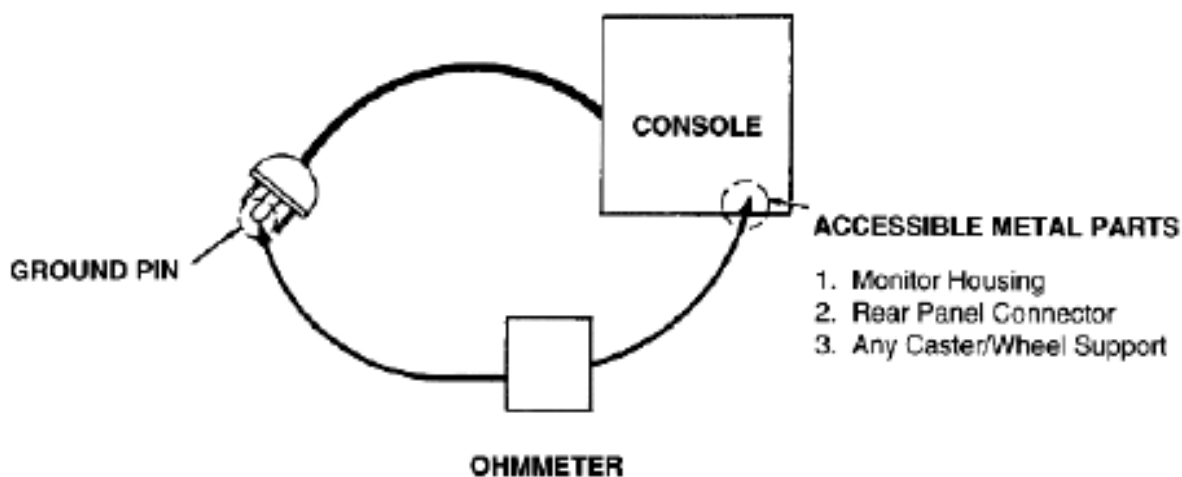 CONSOLE
ACCESSIBLE METAL PARTS
GROUND PIN
1. Monitor Housing
2. Rear Panel Connector
3. Any Caster/Wheel Support
OHMMETER